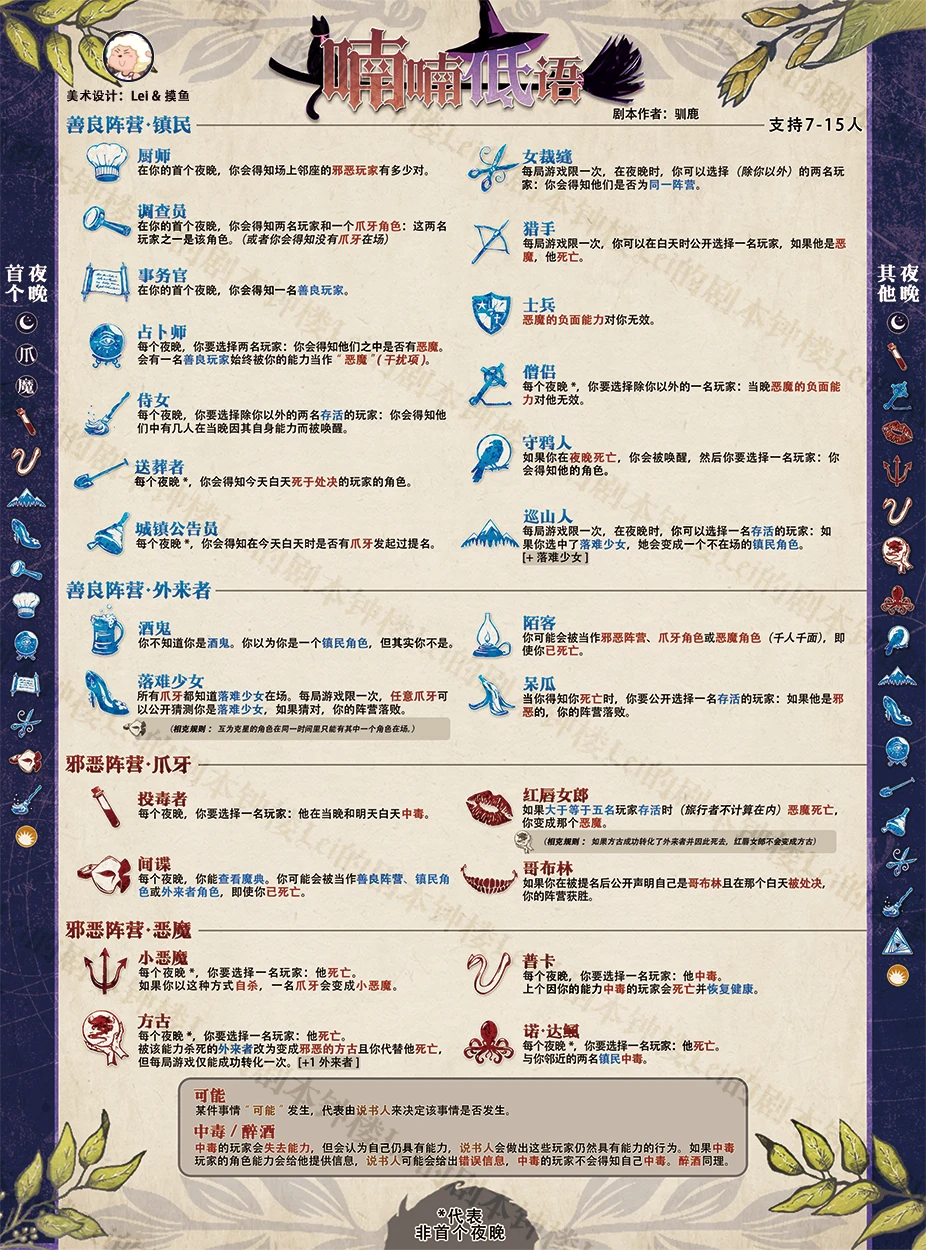 喃喃低语
美术设计：Lei & 摸鱼
剧本作者：驯鹿
善良阵营·镇民
支持7-15人
厨师
在你的首个夜晚，你会得知场上邻座的邪恶玩家有多少对。
调查员
在你的首个夜晚，你会得知两名玩家和一个爪牙角色：这两名
玩家之一是该角色。（或者你会得知没有爪牙在场）
事务官
在你的首个夜晚，你会得知一名善良玩家。
占卜师
每个夜晚，你要选择两名玩家：你会得知他们之中是否有恶魔。
会有一名善良玩家始终被你的能力当作“恶魔”（干扰项）。
侍女
每个夜晚，你要选择除你以外的两名存活的玩家：你会得知他
们中有几人在当晚因其自身能力而被唤醒。
送葬者
每个夜晚*，你会得知今天白天死于处决的玩家的角色。
城镇公告员
每个夜晚*，你会得知在今天白天时是否有爪牙发起过提名。
女裁缝
每局游戏限一次，在夜晚时，你可以选择（除你以外）的两名玩
家：你会得知他们是否为同一阵营。
猎手
每局游戏限一次，你可以在白天时公开选择一名玩家，如果他是恶
魔，他死亡。
士兵
恶魔的负面能力对你无效。
僧侣
每个夜晚*，你要选择除你以外的一名玩家：当晚恶魔的负面能
力对他无效。
守鸦人
如果你在夜晚死亡，你会被唤醒，然后你要选择一名玩家：你
会得知他的角色。
巡山人
每局游戏限一次，在夜晚时，你可以选择一名存活的玩家：如
果你选中了落难少女，她会变成一个不在场的镇民角色。
[+ 落难少女]
善良阵营·外来者
酒鬼
你不知道你是酒鬼。你以为你是一个镇民角色，但其实你不是。
落难少女
所有爪牙都知道落难少女在场。每局游戏限一次，任意爪牙可
以公开猜测你是落难少女，如果猜对，你的阵营落败。
（相克规则：互为克星的角色在同一时间里只能有其中一个角色在场。）
陌客
你可能会被当作邪恶阵营、爪牙角色或恶魔角色（千人千面），即
使你已死亡。
呆瓜
当你得知你死亡时，你要公开选择一名存活的玩家：如果他是邪
恶的，你的阵营落败。
邪恶阵营·爪牙
投毒者
每个夜晚，你要选择一名玩家：他在当晚和明天白天中毒。
间谍
每个夜晚，你能查看魔典。你可能会被当作善良阵营、镇民角
色或外来者角色，即使你已死亡。
红唇女郎
如果大于等于五名玩家存活时（旅行者不计算在内）恶魔死亡，
你变成那个恶魔。
（相克规则：如果方古成功转化了外来者并因此死去，红唇女郎不会变成方古）
哥布林
如果你在被提名后公开声明自己是哥布林且在那个白天被处决，
你的阵营获胜。
邪恶阵营·恶魔
小恶魔
每个夜晚*，你要选择一名玩家：他死亡。
如果你以这种方式自杀，一名爪牙会变成小恶魔。
方古
每个夜晚*，你要选择一名玩家：他死亡。
被该能力杀死的外来者改为变成邪恶的方古且你代替他死亡，
但每局游戏仅能成功转化一次。[+1 外来者]
普卡
每个夜晚，你要选择一名玩家：他中毒。
上个因你的能力中毒的玩家会死亡并恢复健康。
诺·达鲺
每个夜晚*，你要选择一名玩家：他死亡。
与你邻近的两名镇民中毒。
可能
某件事情“可能”发生，代表由说书人来决定该事情是否发生。
中毒 / 醉酒
中毒的玩家会失去能力，但会认为自己仍具有能力，说书人会做出这些玩家仍然具有能力的行为。如果中毒
玩家的角色能力会给他提供信息，说书人可能会给出错误信息，中毒的玩家不会得知自己中毒。醉酒同理。
*代表
非首个夜晚
首个
夜晚
爪
魔
其他
夜晚